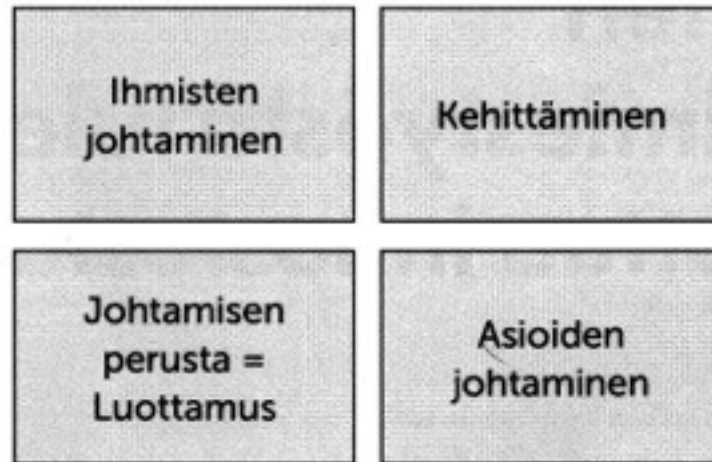 Ihmisten
johtaminen
Kehittäminen
Johtamisen
perusta =
Luottamus
Asioiden
johtaminen